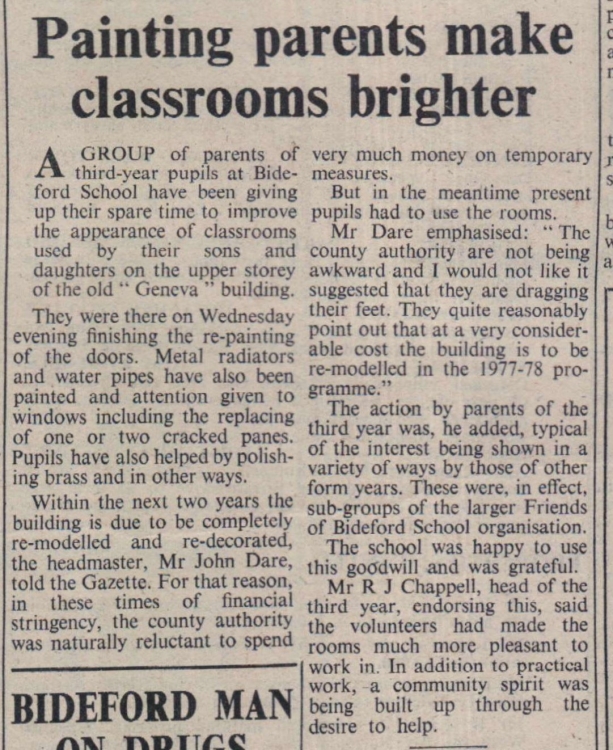 Painting parents make
classrooms brighter
A GROUP of parents of
third-year pupils at Bide-
ford School have been giving
up their spare time to improve
the appearance of classrooms
used by their sons and
daughters on the upper storey
of the old " Geneva " building.
They were there on Wednesday
evening finishing the re-painting
of the doors. Metal radiators
and water pipes have also been
painted and attention given to
windows including the replacing
of one or two cracked panes.
Pupils have also helped by polish-
ing brass and in other ways.
Within the next two years the
building is due to be completely
re-modelled and re-decorated,
the headmaster, Mr John Dare,
told the Gazette. For that reason,
in these times of financial
stringency, the county authority
was naturally reluctant to spend
very much money on temporary
measures.
But in the meantime present
pupils had to use the rooms.
Mr Dare emphasised: " The
county authority are not being
awkward and I would not like it
suggested that they are dragging
their feet. They quite reasonably
point out that at a very consider-
able cost the building is to be
re-modelled in the 1977-78 pro-
gramme."
The action by parents of the
third year was, he added, typical
of the interest being shown in a
variety of ways by those of other
form years. These were, in effect,
sub-groups of the larger Friends
of Bideford School organisation.
The school was happy to use
this goodwill and was grateful.
Mr R J Chappell, head of the
third year, endorsing this, said
the volunteers had made the
rooms much more pleasant to
work in. In addition to practical
work, a community spirit was
being built up through the
desire to help.
BIDEFORD MAN
ON DRUGS